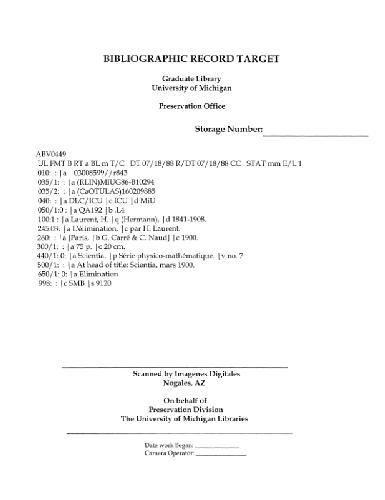 BIBLIOGRAPHIC RECORD TARGET
Graduate Library
University of Michigan
Preservation Office
Storage Number:
ABV0449
UL FMT B RT a BL m T/C DT 07/18/88 R/DT 07/18/88 CC STAT mm E/L 1
010: : |a 03008599//r843
035/1: : |a (RLIN)MIUG86-B10294
035/2: : |a (CaOTULAS)160209885
040: : |a DLC/ICU |c ICU |d MiU
050/1:0 : |a QA192 |b .L4
100:1 : |a Laurent, H. |q (Hermann), |d 1841-1908.
245:03: |a L'élimination. |c par H. Laurent.
260: : |a [Paris, |b G. Carré & C. Naud] |c 1900.
300/1: : |a 75 p. |c 20 cm.
440/1: 0: |a Scientia. |p Série physico-mathématique. |v no. 7
500/1: : |a At head of title: Scientia, mars 1900.
650/1: 0: |a Elimination
998: : |c SMB |s 9120
Scanned by Imagenes Digitales
Nogales, AZ
On behalf of
Preservation Division
The University of Michigan Libraries
Date work Began:
Camera Operator: